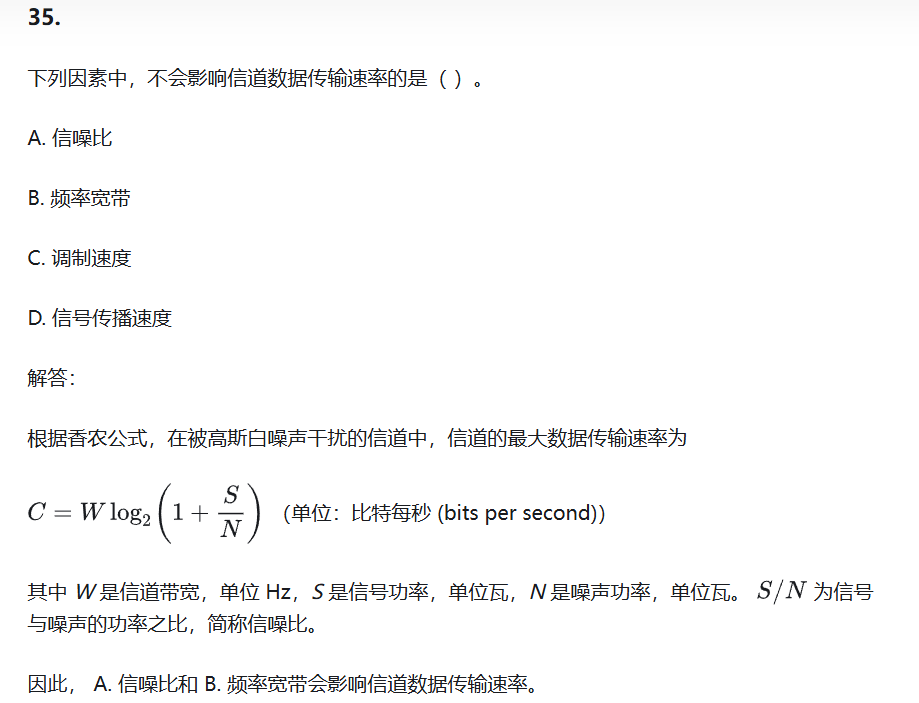 35.
下列因素中，不会影响信道数据传输速率的是（ ）。
A. 信噪比
B. 频率宽带
C. 调制速度
D. 信号传播速度
解答：
根据香农公式，在被高斯白噪声干扰的信道中，信道的最大数据传输速率为
C = W log₂(1 + S/N) （单位：比特每秒 (bits per second)）
其中 W 是信道带宽，单位 Hz，S 是信号功率，单位瓦，N 是噪声功率，单位瓦。 S/N 为信号
与噪声的功率之比，简称信噪比。
因此， A. 信噪比和 B. 频率宽带会影响信道数据传输速率。